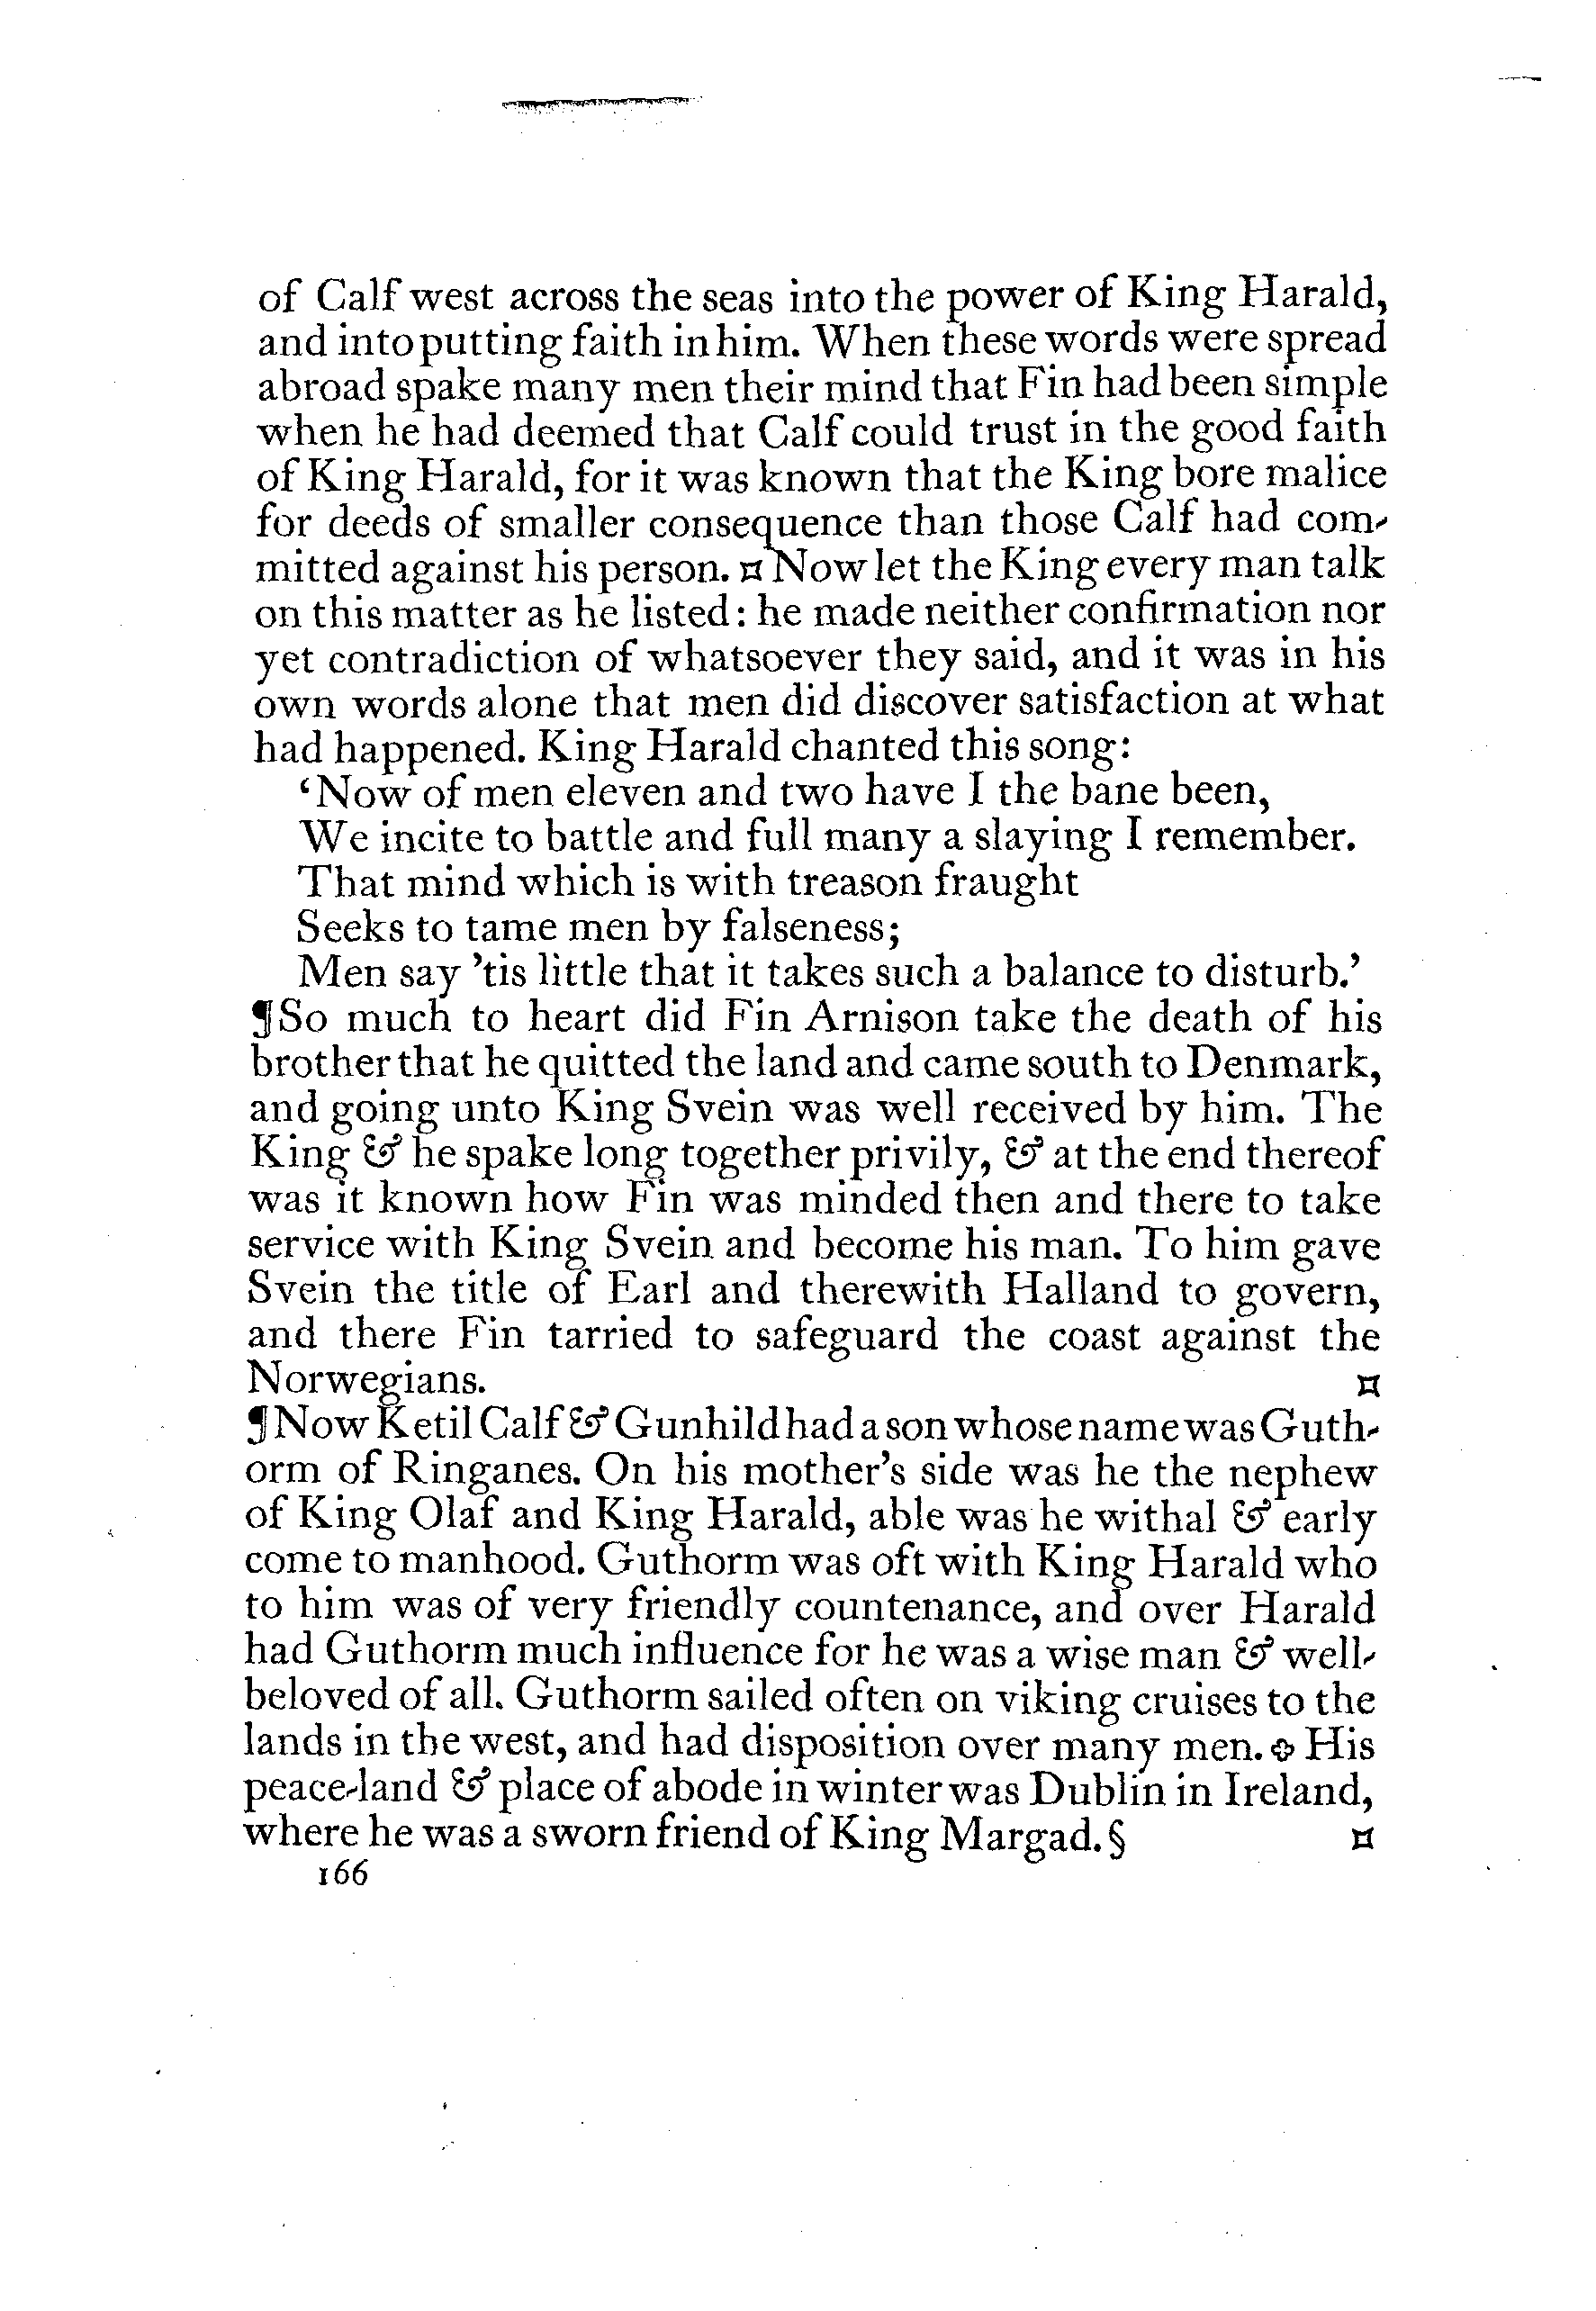 of Calf west across the seas into the power of King Harald,
and into putting faith in him. When these words were spread
abroad spake many men their mind that Fin had been simple
when he had deemed that Calf could trust in the good faith
of King Harald, for it was known that the King bore malice
for deeds of smaller consequence than those Calf had com-
mitted against his person. ¤ Now let the King every man talk
on this matter as he listed: he made neither confirmation nor
yet contradiction of whatsoever they said, and it was in his
own words alone that men did discover satisfaction at what
had happened. King Harald chanted this song:
‘Now of men eleven and two have I the bane been,
We incite to battle and full many a slaying I remember.
That mind which is with treason fraught
Seeks to tame men by falseness;
Men say ’tis little that it takes such a balance to disturb.’
¶So much to heart did Fin Arnison take the death of his
brother that he quitted the land and came south to Denmark,
and going unto King Svein was well received by him. The
King & he spake long together privily, & at the end thereof
was it known how Fin was minded then and there to take
service with King Svein and become his man. To him gave
Svein the title of Earl and therewith Halland to govern,
and there Fin tarried to safeguard the coast against the
Norwegians. ¤
¶Now Ketil Calf & Gunhild had a son whose name was Guth-
orm of Ringanes. On his mother’s side was he the nephew
of King Olaf and King Harald, able was he withal & early
come to manhood. Guthorm was oft with King Harald who
to him was of very friendly countenance, and over Harald
had Guthorm much influence for he was a wise man & well-
beloved of all. Guthorm sailed often on viking cruises to the
lands in the west, and had disposition over many men. ✥ His
peace-land & place of abode in winter was Dublin in Ireland,
where he was a sworn friend of King Margad. § ¤
166